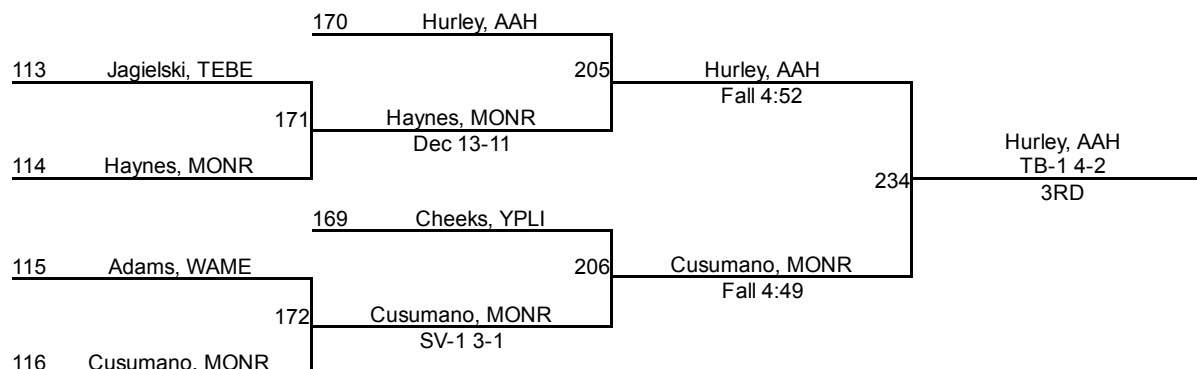 170 Hurley, AAH
113 Jagielski, TEBE
205 Hurley, AAH
Fall 4:52
171 Haynes, MONR
Dec 13-11
Hurley, AAH
114 Haynes, MONR
TB-1 4-2
234
3RD
169 Cheeks, YPLI
115 Adams, WAME
206 Cusumano, MONR
Fall 4:49
172 Cusumano, MONR
SV-1 3-1
116 Cusumano, MONR